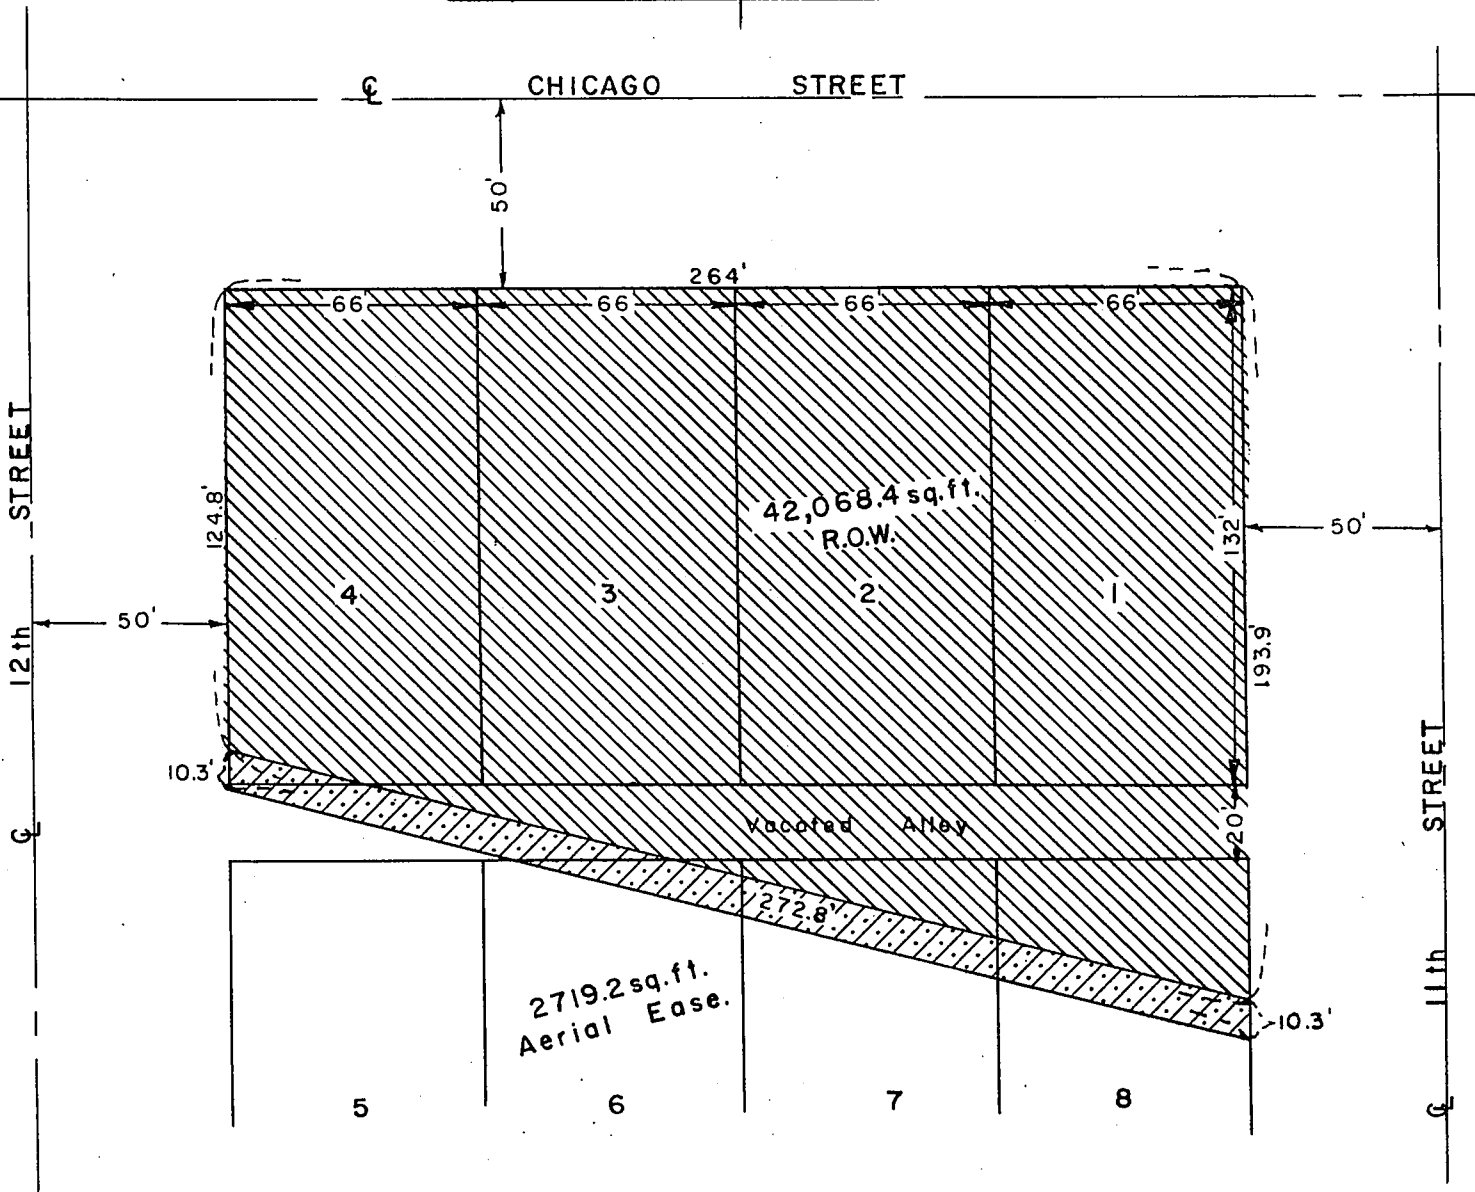 ℄ CHICAGO STREET
50'
264'
66' 66' 66' 66'
12th STREET ℄
124.8'
42,068.4 sq.ft.
R.O.W.
132'
50'
4 3 2 1
50'
193.9'
10.3'
Vacated Alley
20'
272.8'
2719.2 sq.ft.
Aerial Ease.
10.3'
5 6 7 8
11th STREET ℄